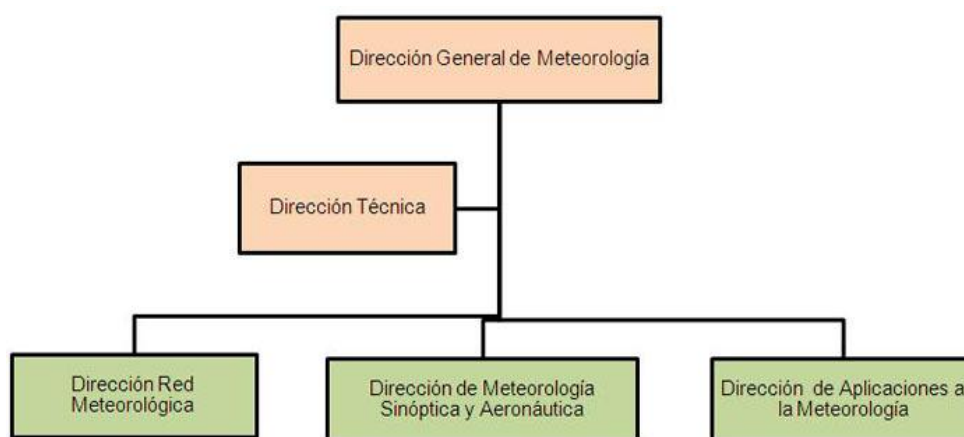 Dirección General de Meteorología
Dirección Técnica
Dirección Red
Meteorológica
Dirección de Meteorología
Sinóptica y Aeronáutica
Dirección de Aplicaciones a
la Meteorología